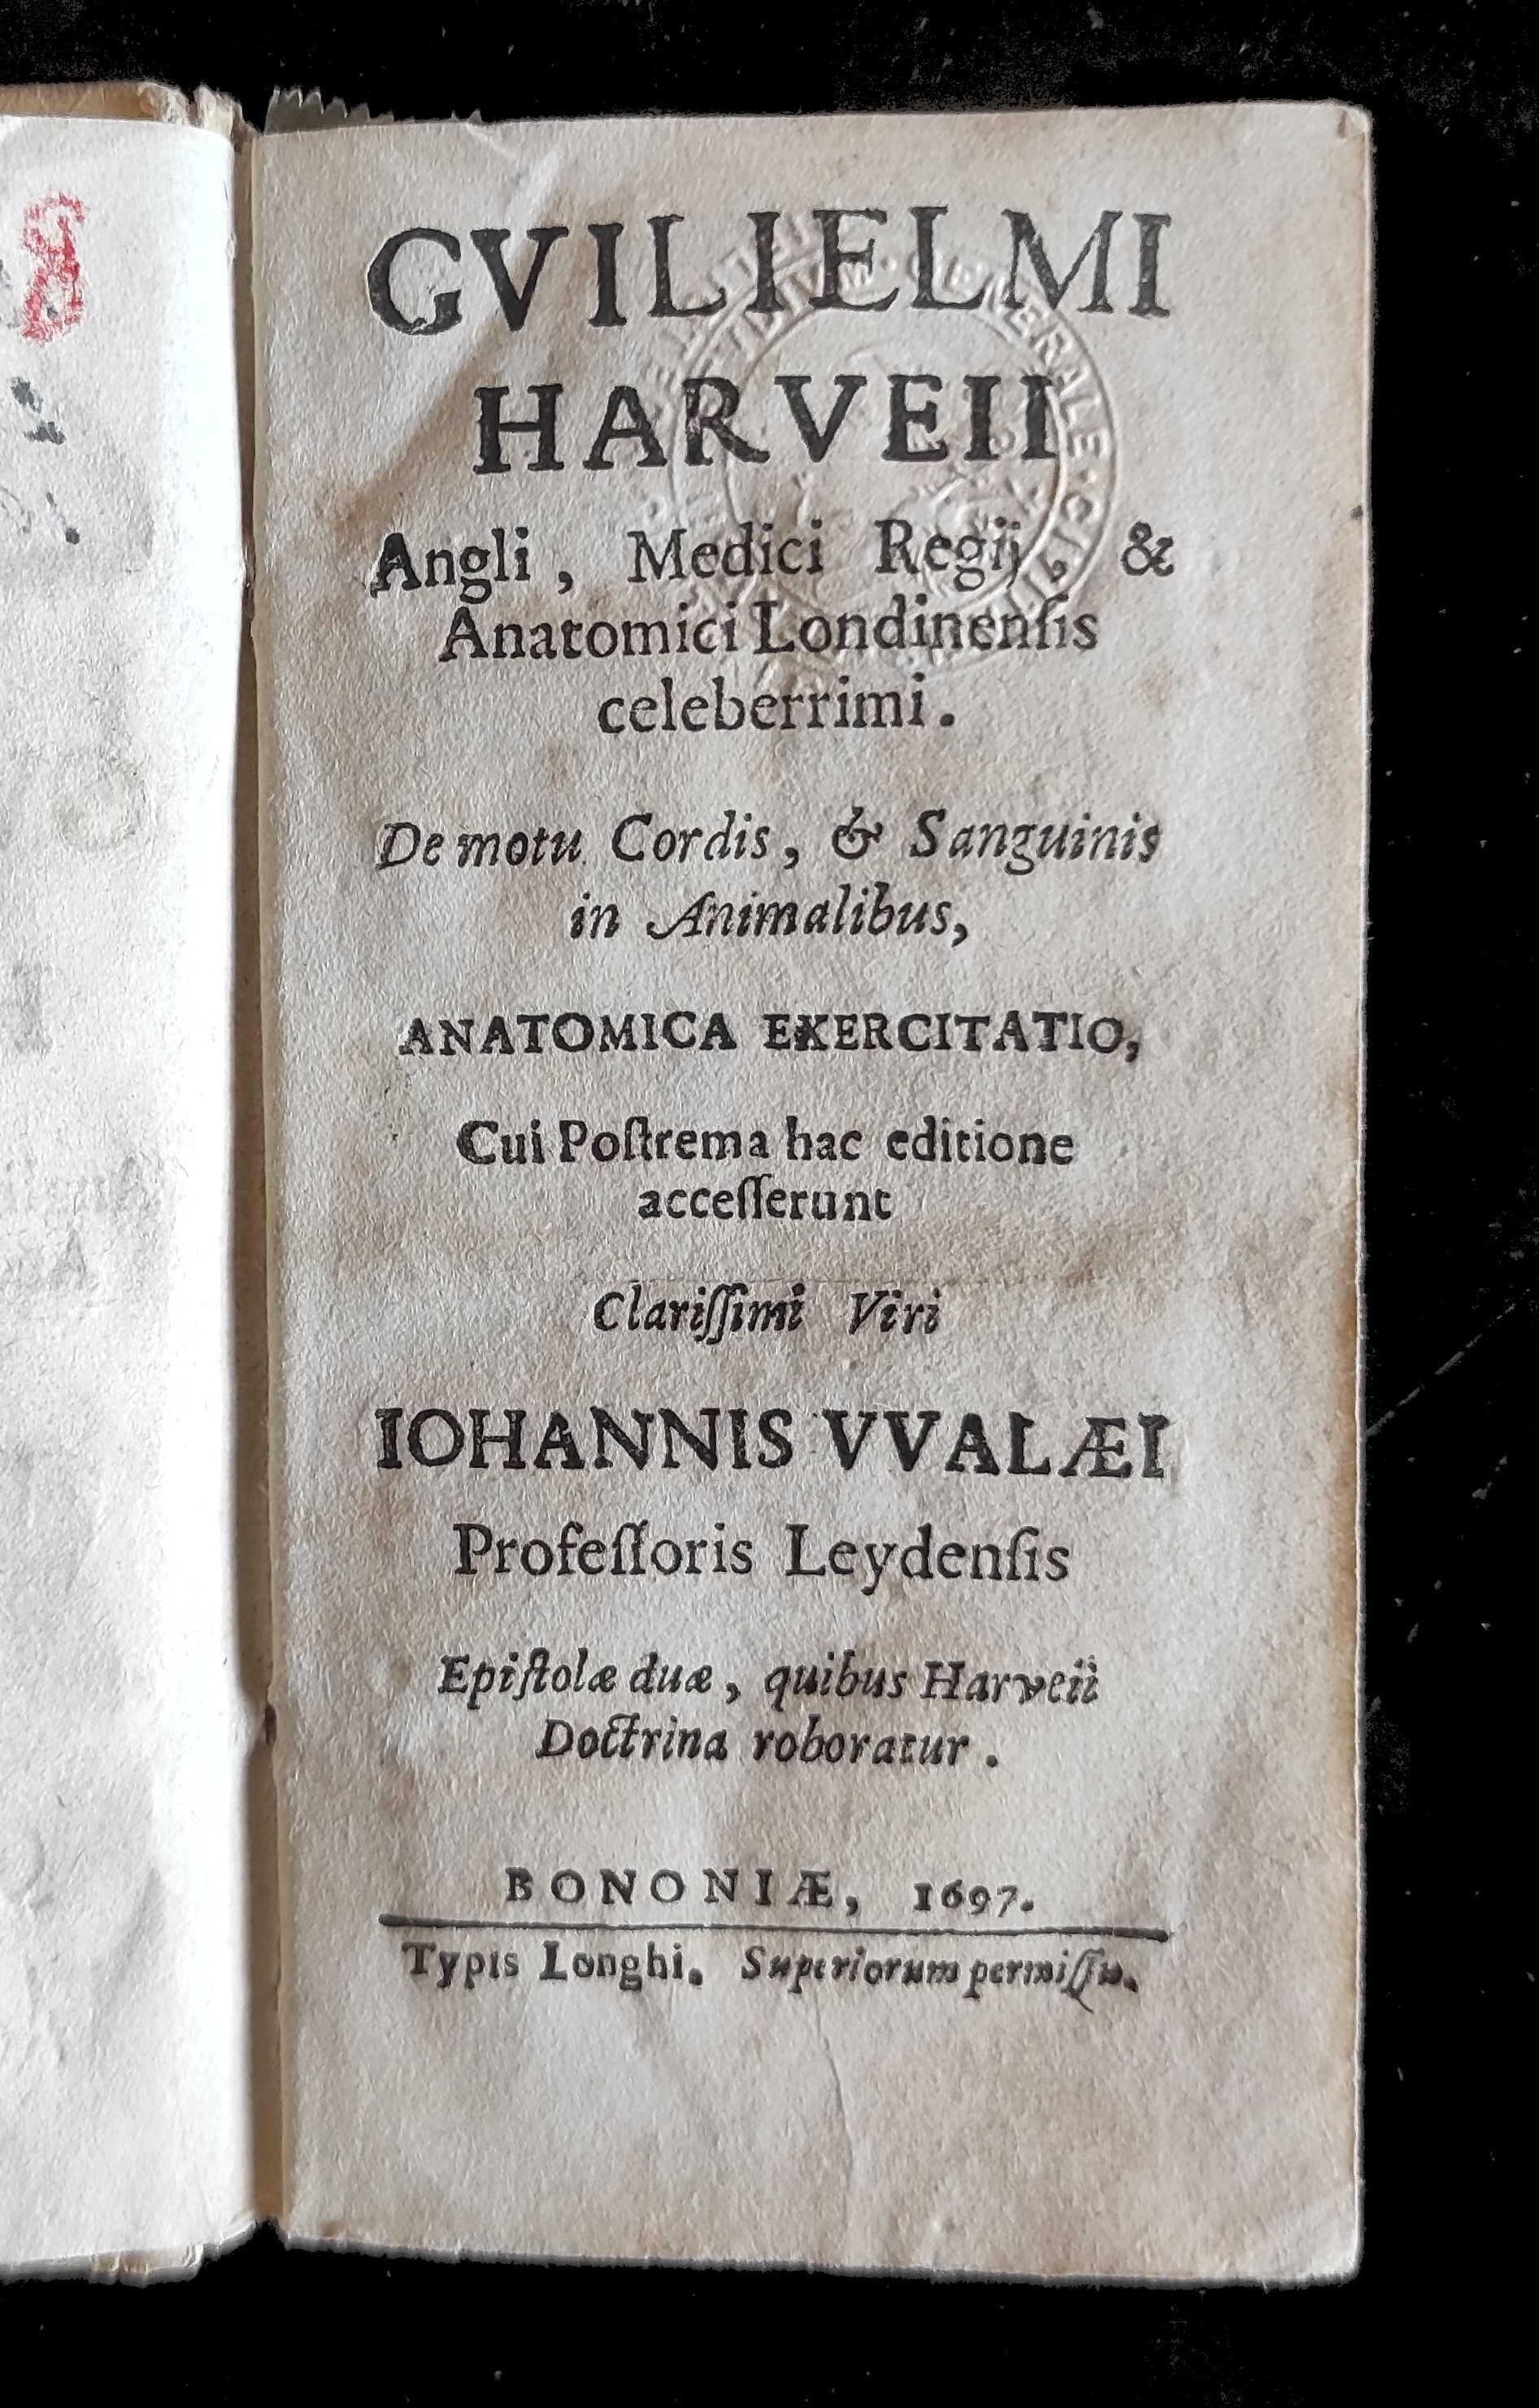 GVILIELMI
HARVEII
Angli, Medici Regij, &
Anatomici Londinenſis
celeberrimi.
De motu Cordis, & Sanguinis
in Animalibus,
ANATOMICA EXERCITATIO,
Cui Poſtrema hac editione
acceſſerunt
Clariſſimi Viri
IOHANNIS VVALÆI
Profeſſoris Leydenſis
Epiſtolæ duæ, quibus Harveii
Doctrina roboratur.
BONONIÆ, 1697.
Typis Longhi. Superiorum permiſſu.